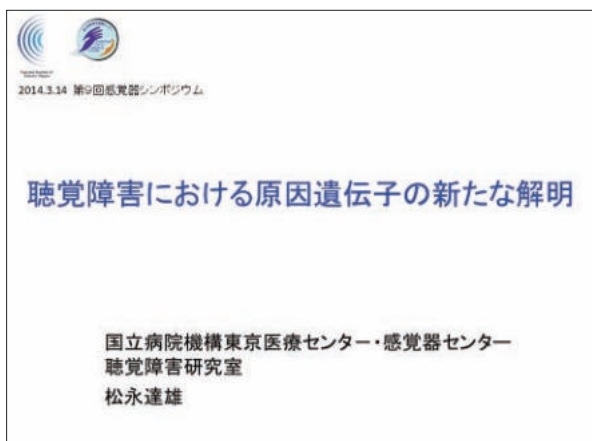 2014.3.14 第9回感覚器シンポジウム
聴覚障害における原因遺伝子の新たな解明
国立病院機構東京医療センター・感覚器センター
聴覚障害研究室
松永達雄